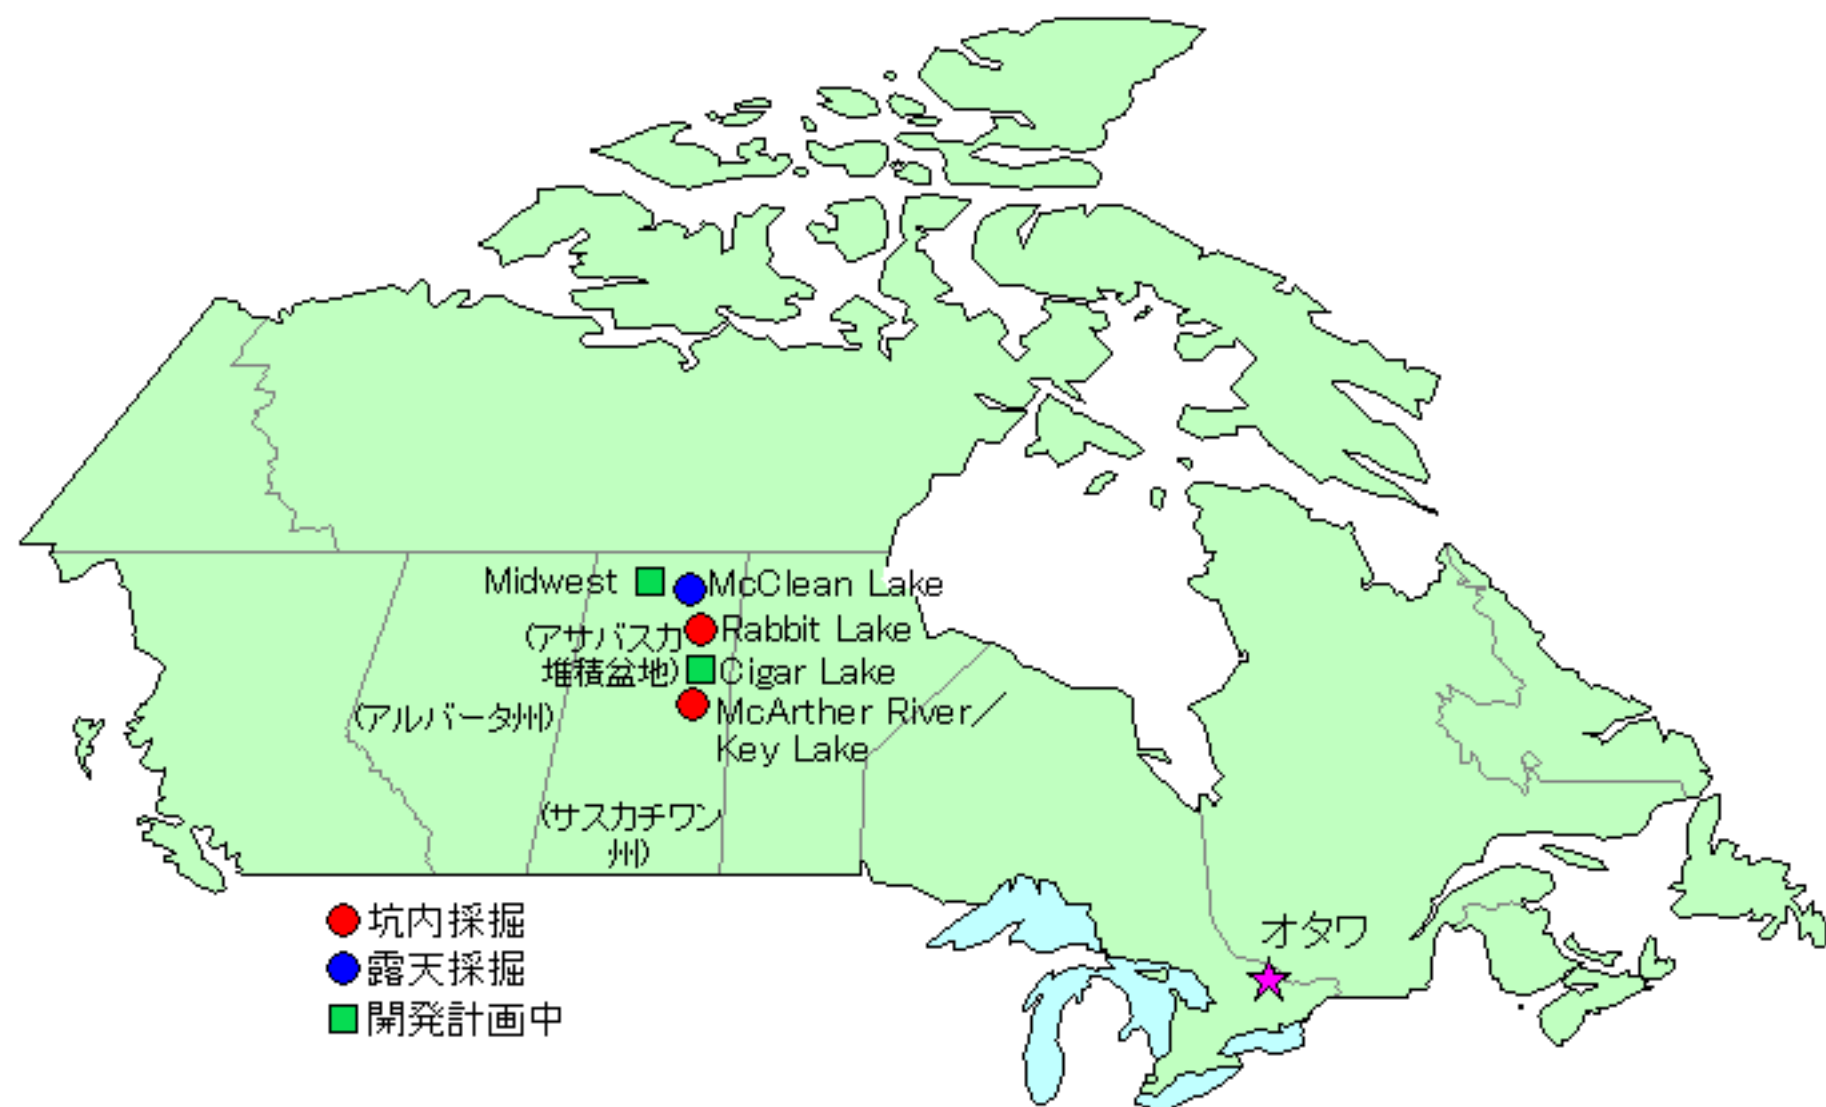 Midwest
McClean Lake
(アサバスカ
堆積盆地)
Rabbit Lake
Cigar Lake
McArther River／
Key Lake
(アルバータ州)
(サスカチワン
州)
オタワ
坑内採掘
露天採掘
開発計画中